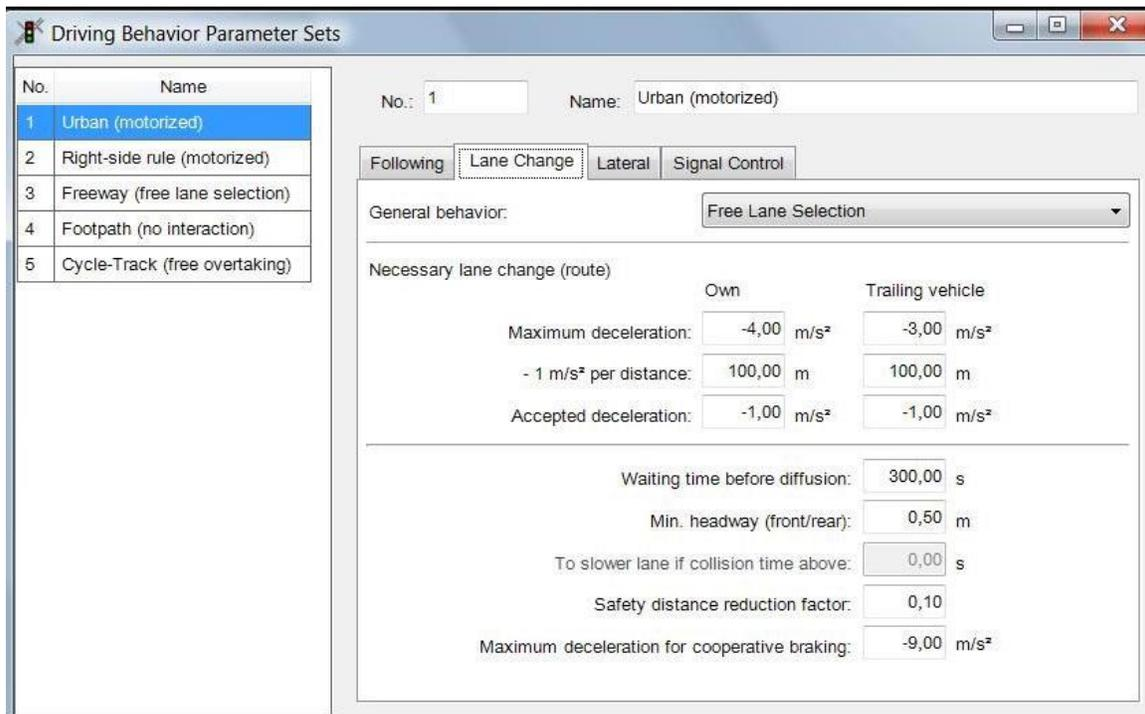 Driving Behavior Parameter Sets
No. Name
1 Urban (motorized)
2 Right-side rule (motorized)
3 Freeway (free lane selection)
4 Footpath (no interaction)
5 Cycle-Track (free overtaking)
No.: 1 Name: Urban (motorized)
Following Lane Change Lateral Signal Control
General behavior: Free Lane Selection
Necessary lane change (route)
Own Trailing vehicle
Maximum deceleration: -4,00 m/s² -3,00 m/s²
- 1 m/s² per distance: 100,00 m 100,00 m
Accepted deceleration: -1,00 m/s² -1,00 m/s²
Waiting time before diffusion: 300,00 s
Min. headway (front/rear): 0,50 m
To slower lane if collision time above: 0,00 s
Safety distance reduction factor: 0,10
Maximum deceleration for cooperative braking: -9,00 m/s²